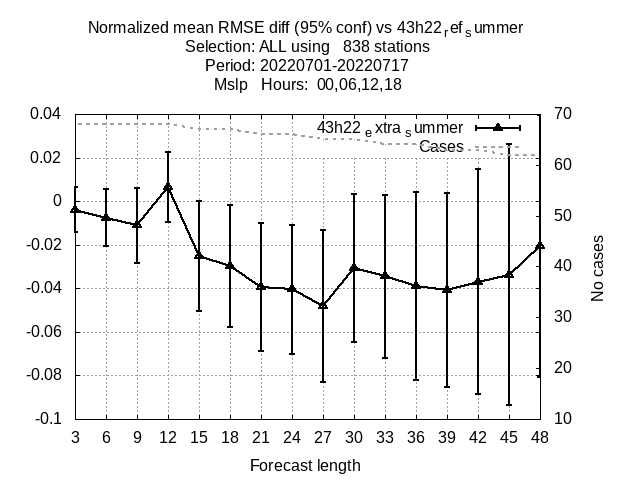 Normalized mean RMSE diff (95% conf) vs 43h22refsummer
Selection: ALL using 838 stations
Period: 20220701-20220717
Mslp Hours: 00,06,12,18
0.04 70
43h22extrasummer
Cases
0.02 60
0 50
-0.02 40
No cases
-0.04 30
-0.06 20
-0.08
-0.1 10
3 6 9 12 15 18 21 24 27 30 33 36 39 42 45 48
Forecast length